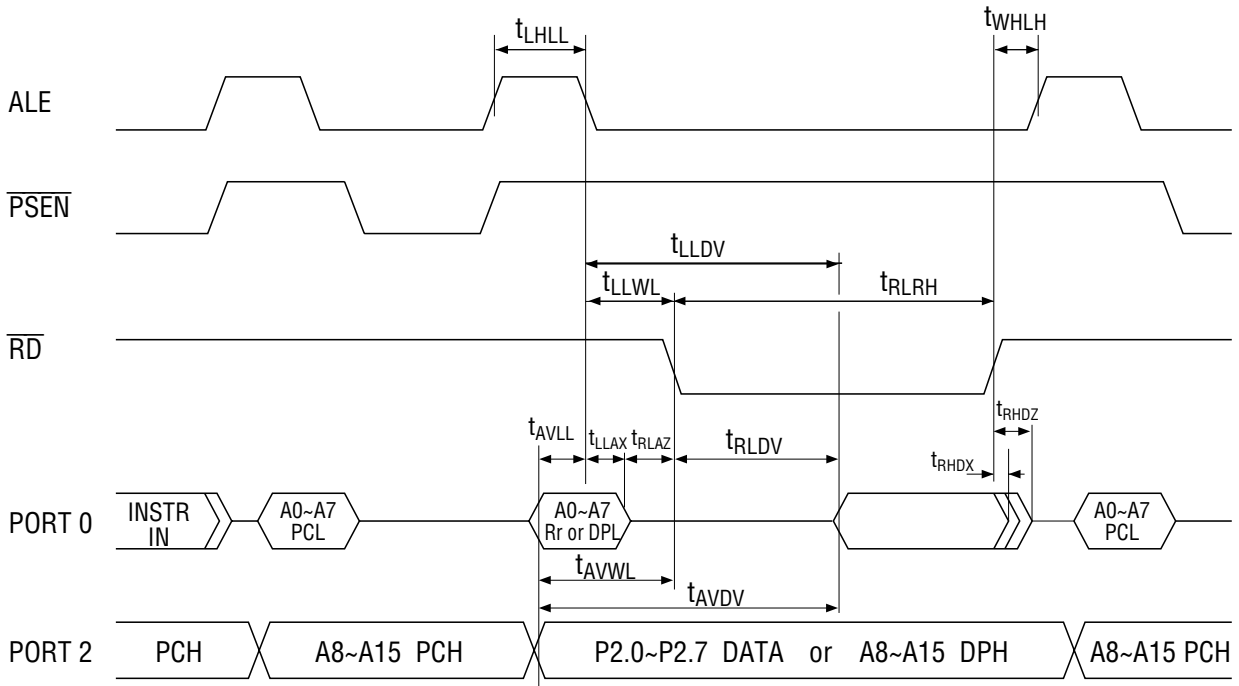 tLHLL
tWHLH
ALE
PSEN
tLLDV
tLLWL
tRLRH
RD
tRHDZ
tAVLL
tLLAX
tRLAZ
tRLDV
tRHDX
PORT 0
INSTR
IN
A0~A7
PCL
A0~A7
Rr or DPL
A0~A7
PCL
tAVWL
tAVDV
PORT 2
PCH
A8~A15 PCH
P2.0~P2.7 DATA or A8~A15 DPH
A8~A15 PCH